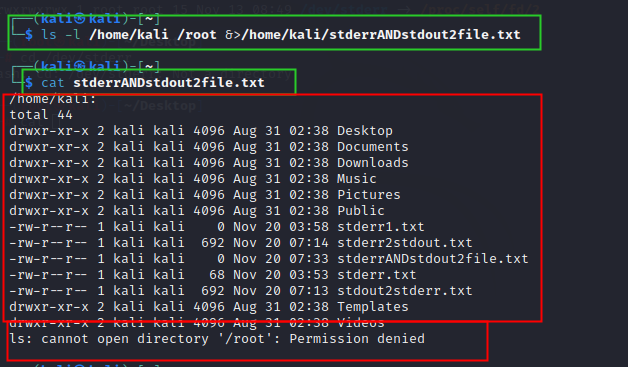 ┌──(kali㉿kali)-[~]
└─$ ls -l /home/kali /root &>/home/kali/stderrANDstdout2file.txt
┌──(kali㉿kali)-[~]
└─$ cat stderrANDstdout2file.txt
~/Desktop
/home/kali:
total 44
drwxr-xr-x 2 kali kali 4096 Aug 31 02:38 Desktop
drwxr-xr-x 2 kali kali 4096 Aug 31 02:38 Documents
drwxr-xr-x 2 kali kali 4096 Aug 31 02:38 Downloads
drwxr-xr-x 2 kali kali 4096 Aug 31 02:38 Music
drwxr-xr-x 2 kali kali 4096 Aug 31 02:38 Pictures
drwxr-xr-x 2 kali kali 4096 Aug 31 02:38 Public
-rw-r--r-- 1 kali kali    0 Nov 20 03:58 stderr1.txt
-rw-r--r-- 1 kali kali  692 Nov 20 07:14 stderr2stdout.txt
-rw-r--r-- 1 kali kali    0 Nov 20 07:33 stderrANDstdout2file.txt
-rw-r--r-- 1 kali kali   68 Nov 20 03:53 stderr.txt
-rw-r--r-- 1 kali kali  692 Nov 20 07:13 stdout2stderr.txt
drwxr-xr-x 2 kali kali 4096 Aug 31 02:38 Templates
drwxr-xr-x 2 kali kali 4096 Aug 31 02:38 Videos
ls: cannot open directory '/root': Permission denied